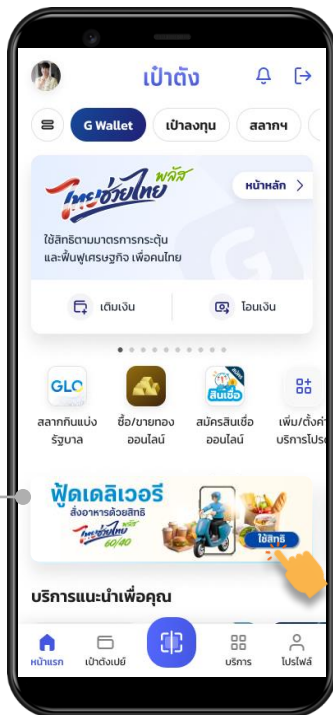 เป๋าตัง
G Wallet
เป๋าลงทุน
สลากฯ
ไทยช่วยไทย พลัส
หน้าหลัก >
ใช้สิทธิตามมาตรการกระตุ้น
และฟื้นฟูเศรษฐกิจ เพื่อคนไทย
เติมเงิน
โอนเงิน
GLO
สินเชื่อ
สลากกินแบ่ง
รัฐบาล
ซื้อ/ขายทอง
ออนไลน์
สมัครสินเชื่อ
ออนไลน์
เพิ่ม/ตั้งค่า
บริการโปรด
ฟู้ดเดลิเวอรี
สั่งอาหารด้วยสิทธิ
ไทยช่วยไทย พลัส
60/40
ใช้สิทธิ
บริการแนะนำเพื่อคุณ
หน้าแรก
เป๋าตังเปย์
บริการ
โปรไฟล์